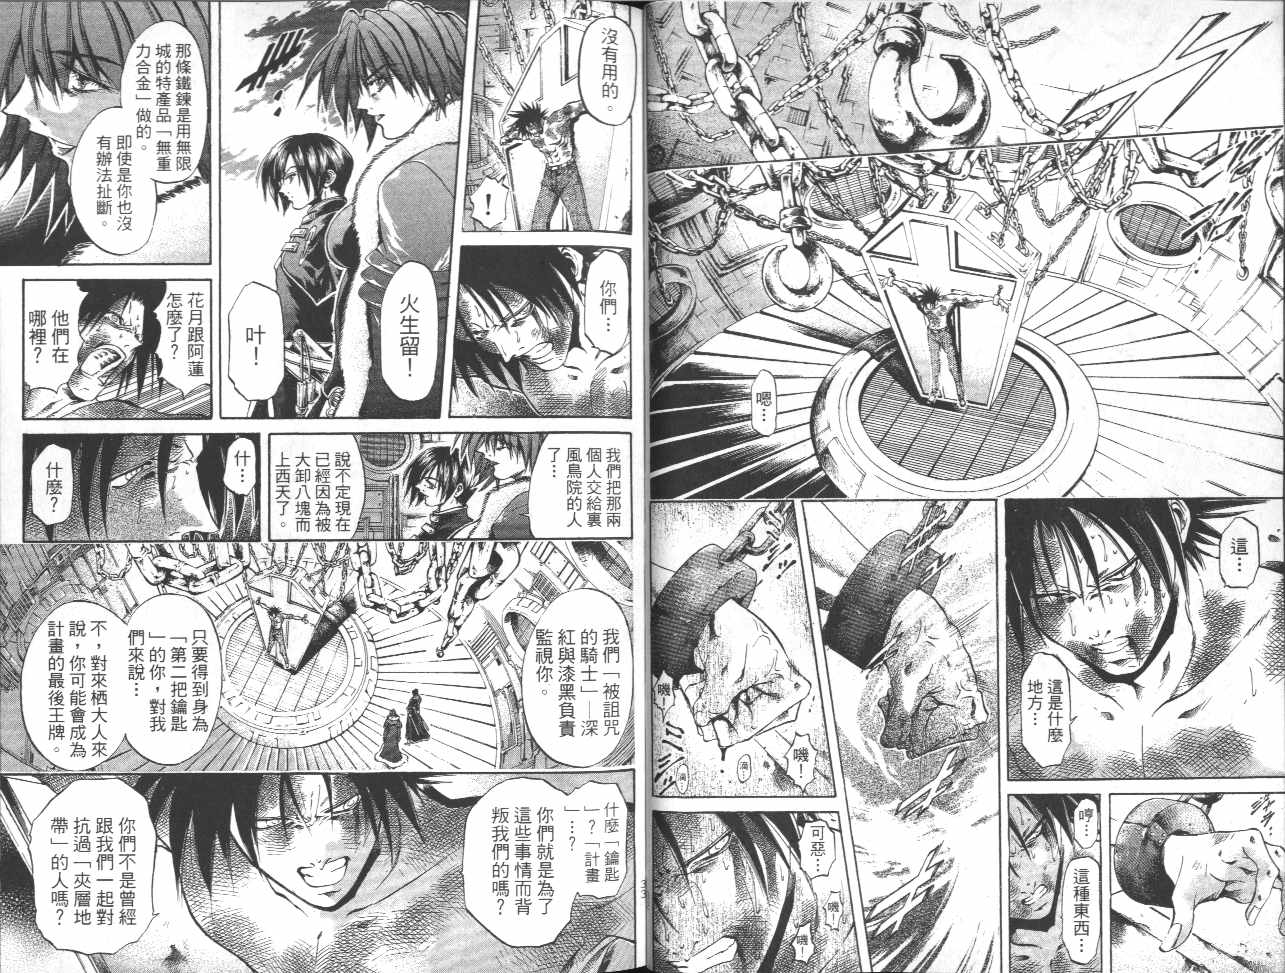 嗯…
這…
這是什麼
地方…
哼…
這種東西…
嘰！
嘰！
滴！
滴！
可惡…
嘰！
嘰！
沒有用的。
！
那條鐵鍊是用無限
城的特產品「無重
力合金」做的。
即使是你也沒
有辦法扯斷。
你們…
火生留！
叶！
花月跟阿蓮
怎麼了？
他們在
哪裡？
我們把那兩
個人交給裏
風鳥院的人
了…
說不定現在
已經因為被
大卸八塊而
上西天了。
什…
什麼？
我們「被詛咒
的騎士」─深
紅與漆黑負責
監視你。
只要得到身為
「第二把鑰匙
」的你，對我
們來說…
不，對來栖大人來
說，你可能會成為
計畫的最後王牌。
什麼「鑰匙
」？「計畫
」…？
你們就是為了
這些事情而背
叛我們的嗎？
你們不是曾經
跟我們一起對
抗過「夾層地
帶」的人嗎？